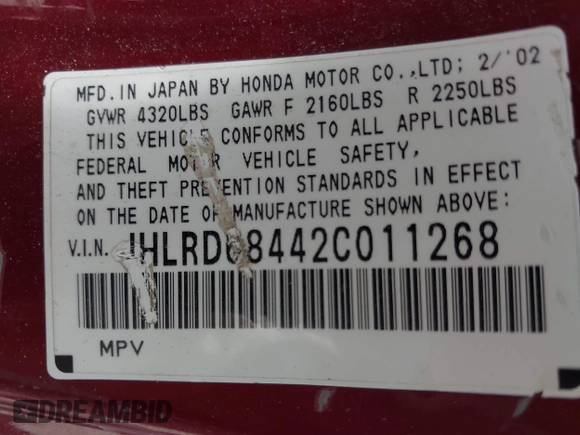 MFD. IN JAPAN BY HONDA MOTOR CO.,LTD; 2/'02
GVWR 4320LBS GAWR F 2160LBS R 2250LBS
THIS VEHICLE CONFORMS TO ALL APPLICABLE
FEDERAL MOTOR VEHICLE SAFETY,
AND THEFT PREVENTION STANDARDS IN EFFECT
ON THE DATE OF MANUFACTURE SHOWN ABOVE:
V.I.N. JHLRD68442C011268
MPV
DREAMBID